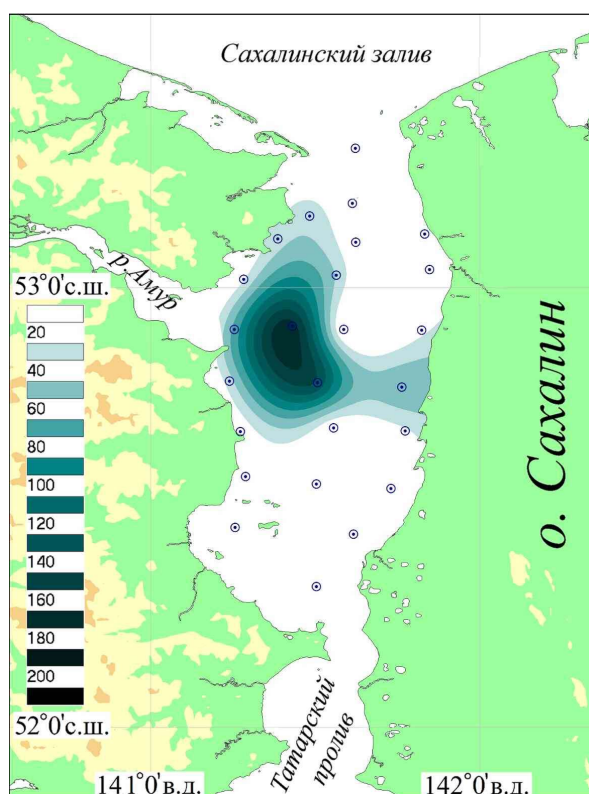 Сахалинский залив
р.Амур
53°0'с.ш.
20
40
60
80
100
120
140
160
180
200
о. Сахалин
52°0'с.ш.
Татарский
пролив
141°0'в.д.
142°0'в.д.